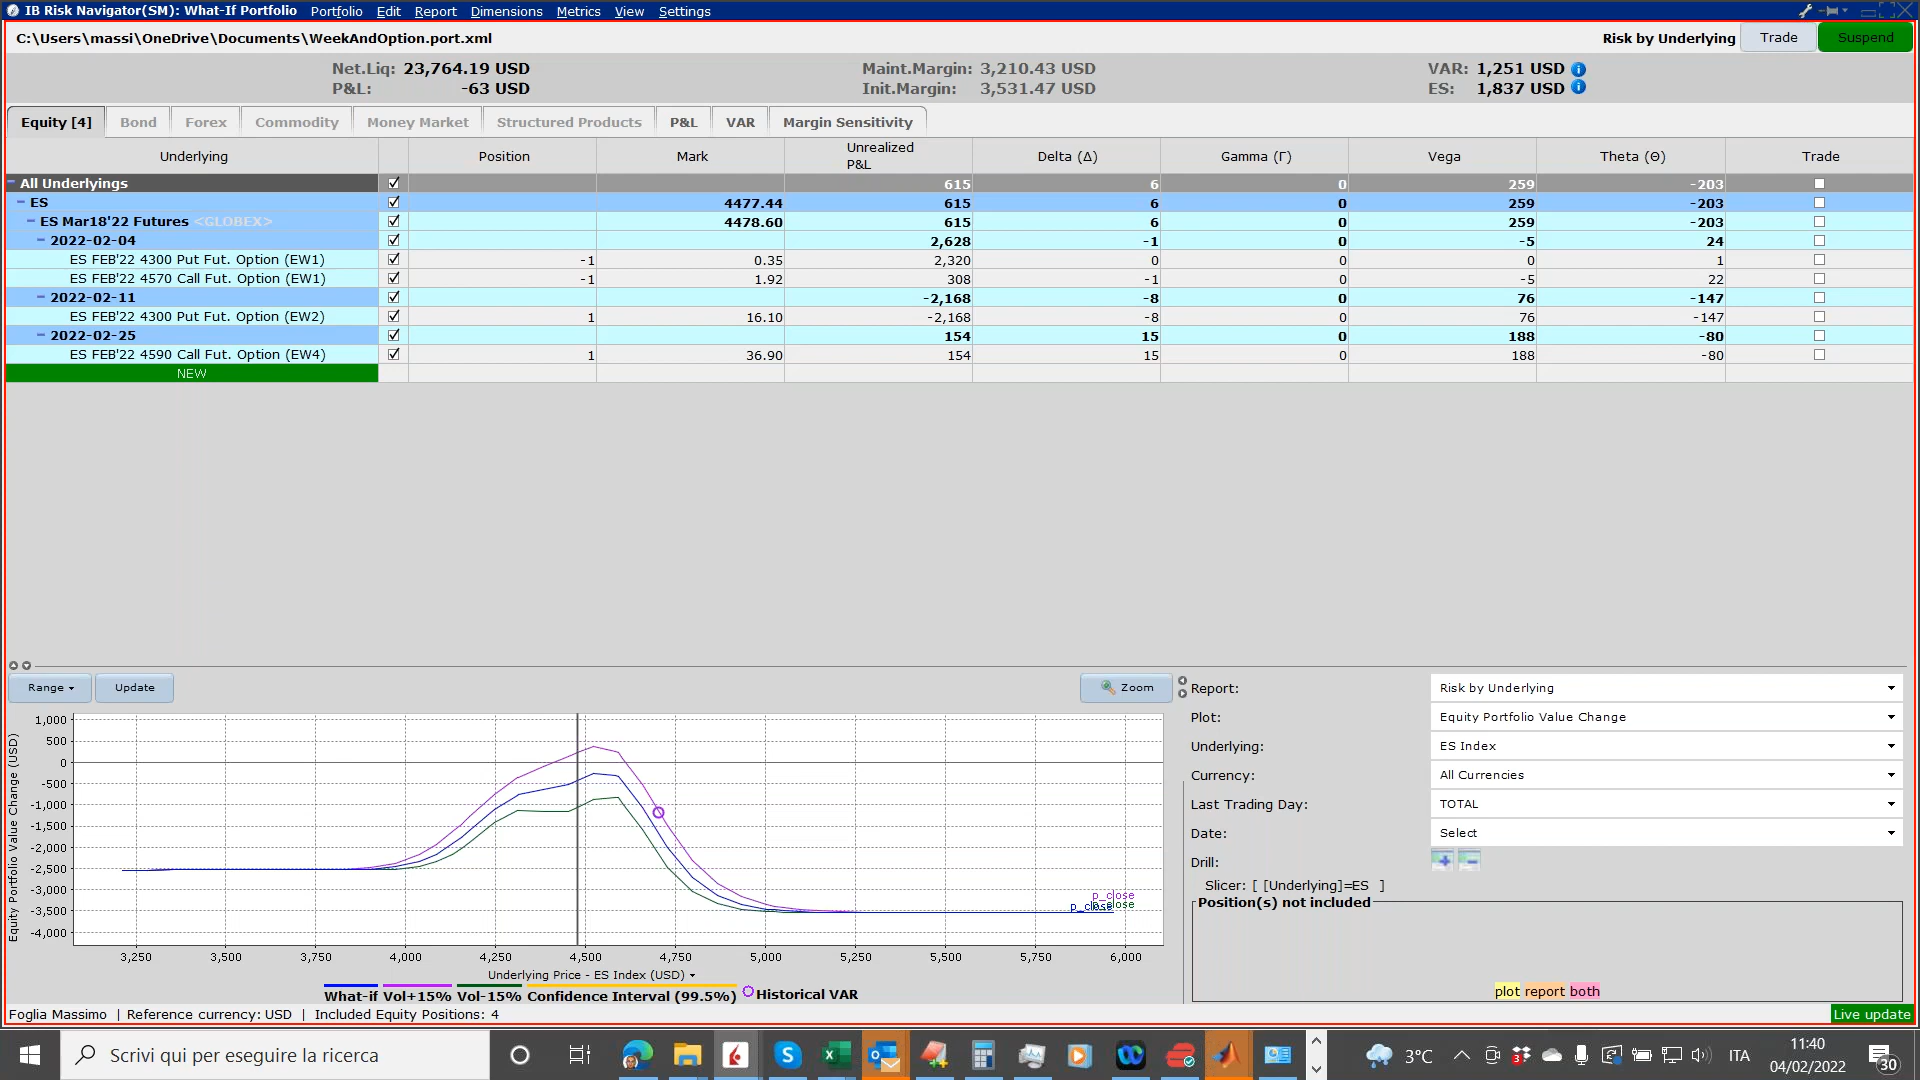 IB Risk Navigator(SM): What-If Portfolio Portfolio Edit Report Dimensions Metrics View Settings
C:\Users\massi\OneDrive\Documents\WeekAndOption.port.xml Risk by Underlying Trade Suspend
Net.Liq: 23,764.19 USD Maint.Margin: 3,210.43 USD VAR: 1,251 USD
P&L: -63 USD Init.Margin: 3,531.47 USD ES: 1,837 USD
Equity [4] Bond Forex Commodity Money Market Structured Products P&L VAR Margin Sensitivity
Underlying Position Mark Unrealized P&L Delta (Δ) Gamma (Γ) Vega Theta (Θ) Trade
All Underlyings 615 6 0 259 -203
ES 4477.44 615 6 0 259 -203
ES Mar18'22 Futures <GLOBEX> 4478.60 615 6 0 259 -203
2022-02-04 2,628 -1 0 -5 24
ES FEB'22 4300 Put Fut. Option (EW1) -1 0.35 2,320 0 0 0 1
ES FEB'22 4570 Call Fut. Option (EW1) -1 1.92 308 -1 0 -5 22
2022-02-11 -2,168 -8 0 76 -147
ES FEB'22 4300 Put Fut. Option (EW2) 1 16.10 -2,168 -8 0 76 -147
2022-02-25 154 15 0 188 -80
ES FEB'22 4590 Call Fut. Option (EW4) 1 36.90 154 15 0 188 -80
NEW
Range Update Zoom
Equity Portfolio Value Change (USD)
1,000
500
0
-500
-1,000
-1,500
-2,000
-2,500
-3,000
-3,500
-4,000
p_close
p_close
p_close
3,250 3,500 3,750 4,000 4,250 4,500 4,750 5,000 5,250 5,500 5,750 6,000
Underlying Price - ES Index (USD)
What-if Vol+15% Vol-15% Confidence Interval (99.5%) Historical VAR
Report: Risk by Underlying
Plot: Equity Portfolio Value Change
Underlying: ES Index
Currency: All Currencies
Last Trading Day: TOTAL
Date: Select
Drill:
Slicer: [ [Underlying]=ES ]
Position(s) not included
plot report both
Foglia Massimo | Reference currency: USD | Included Equity Positions: 4 Live update
Scrivi qui per eseguire la ricerca 3°C 3 ITA 11:40
04/02/2022 30